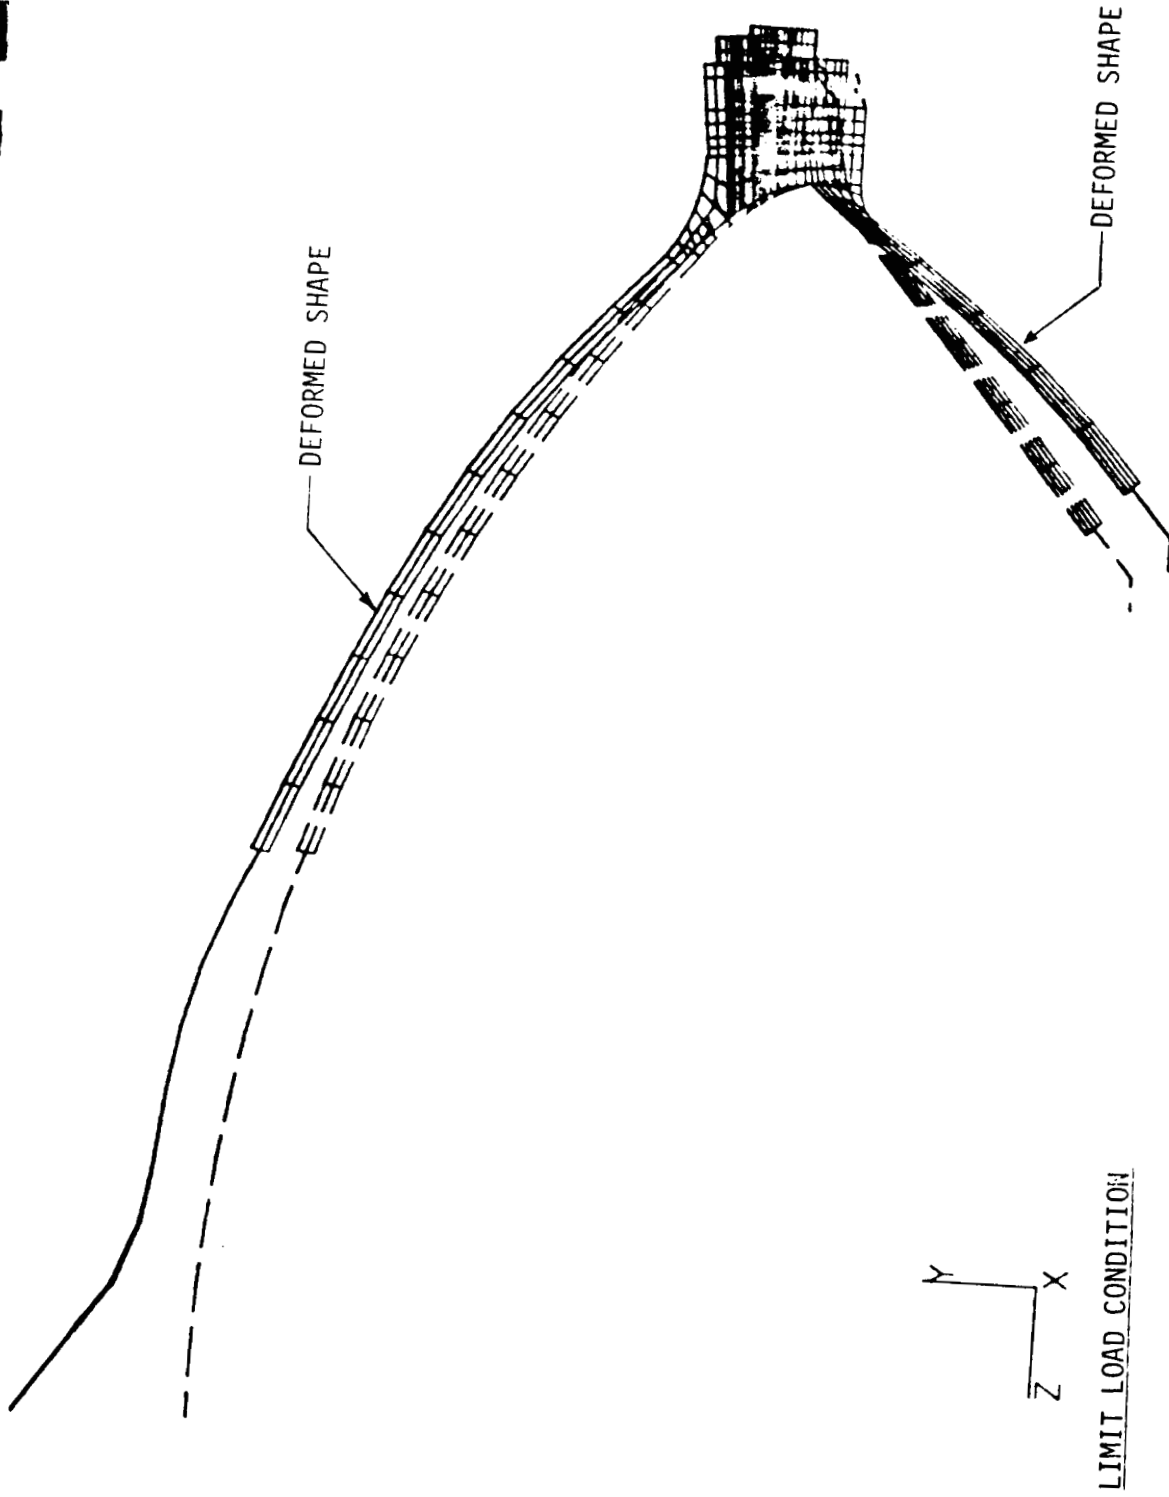 DEFORMED SHAPE
DEFORMED SHAPE
Y
X
Z
LIMIT LOAD CONDITION